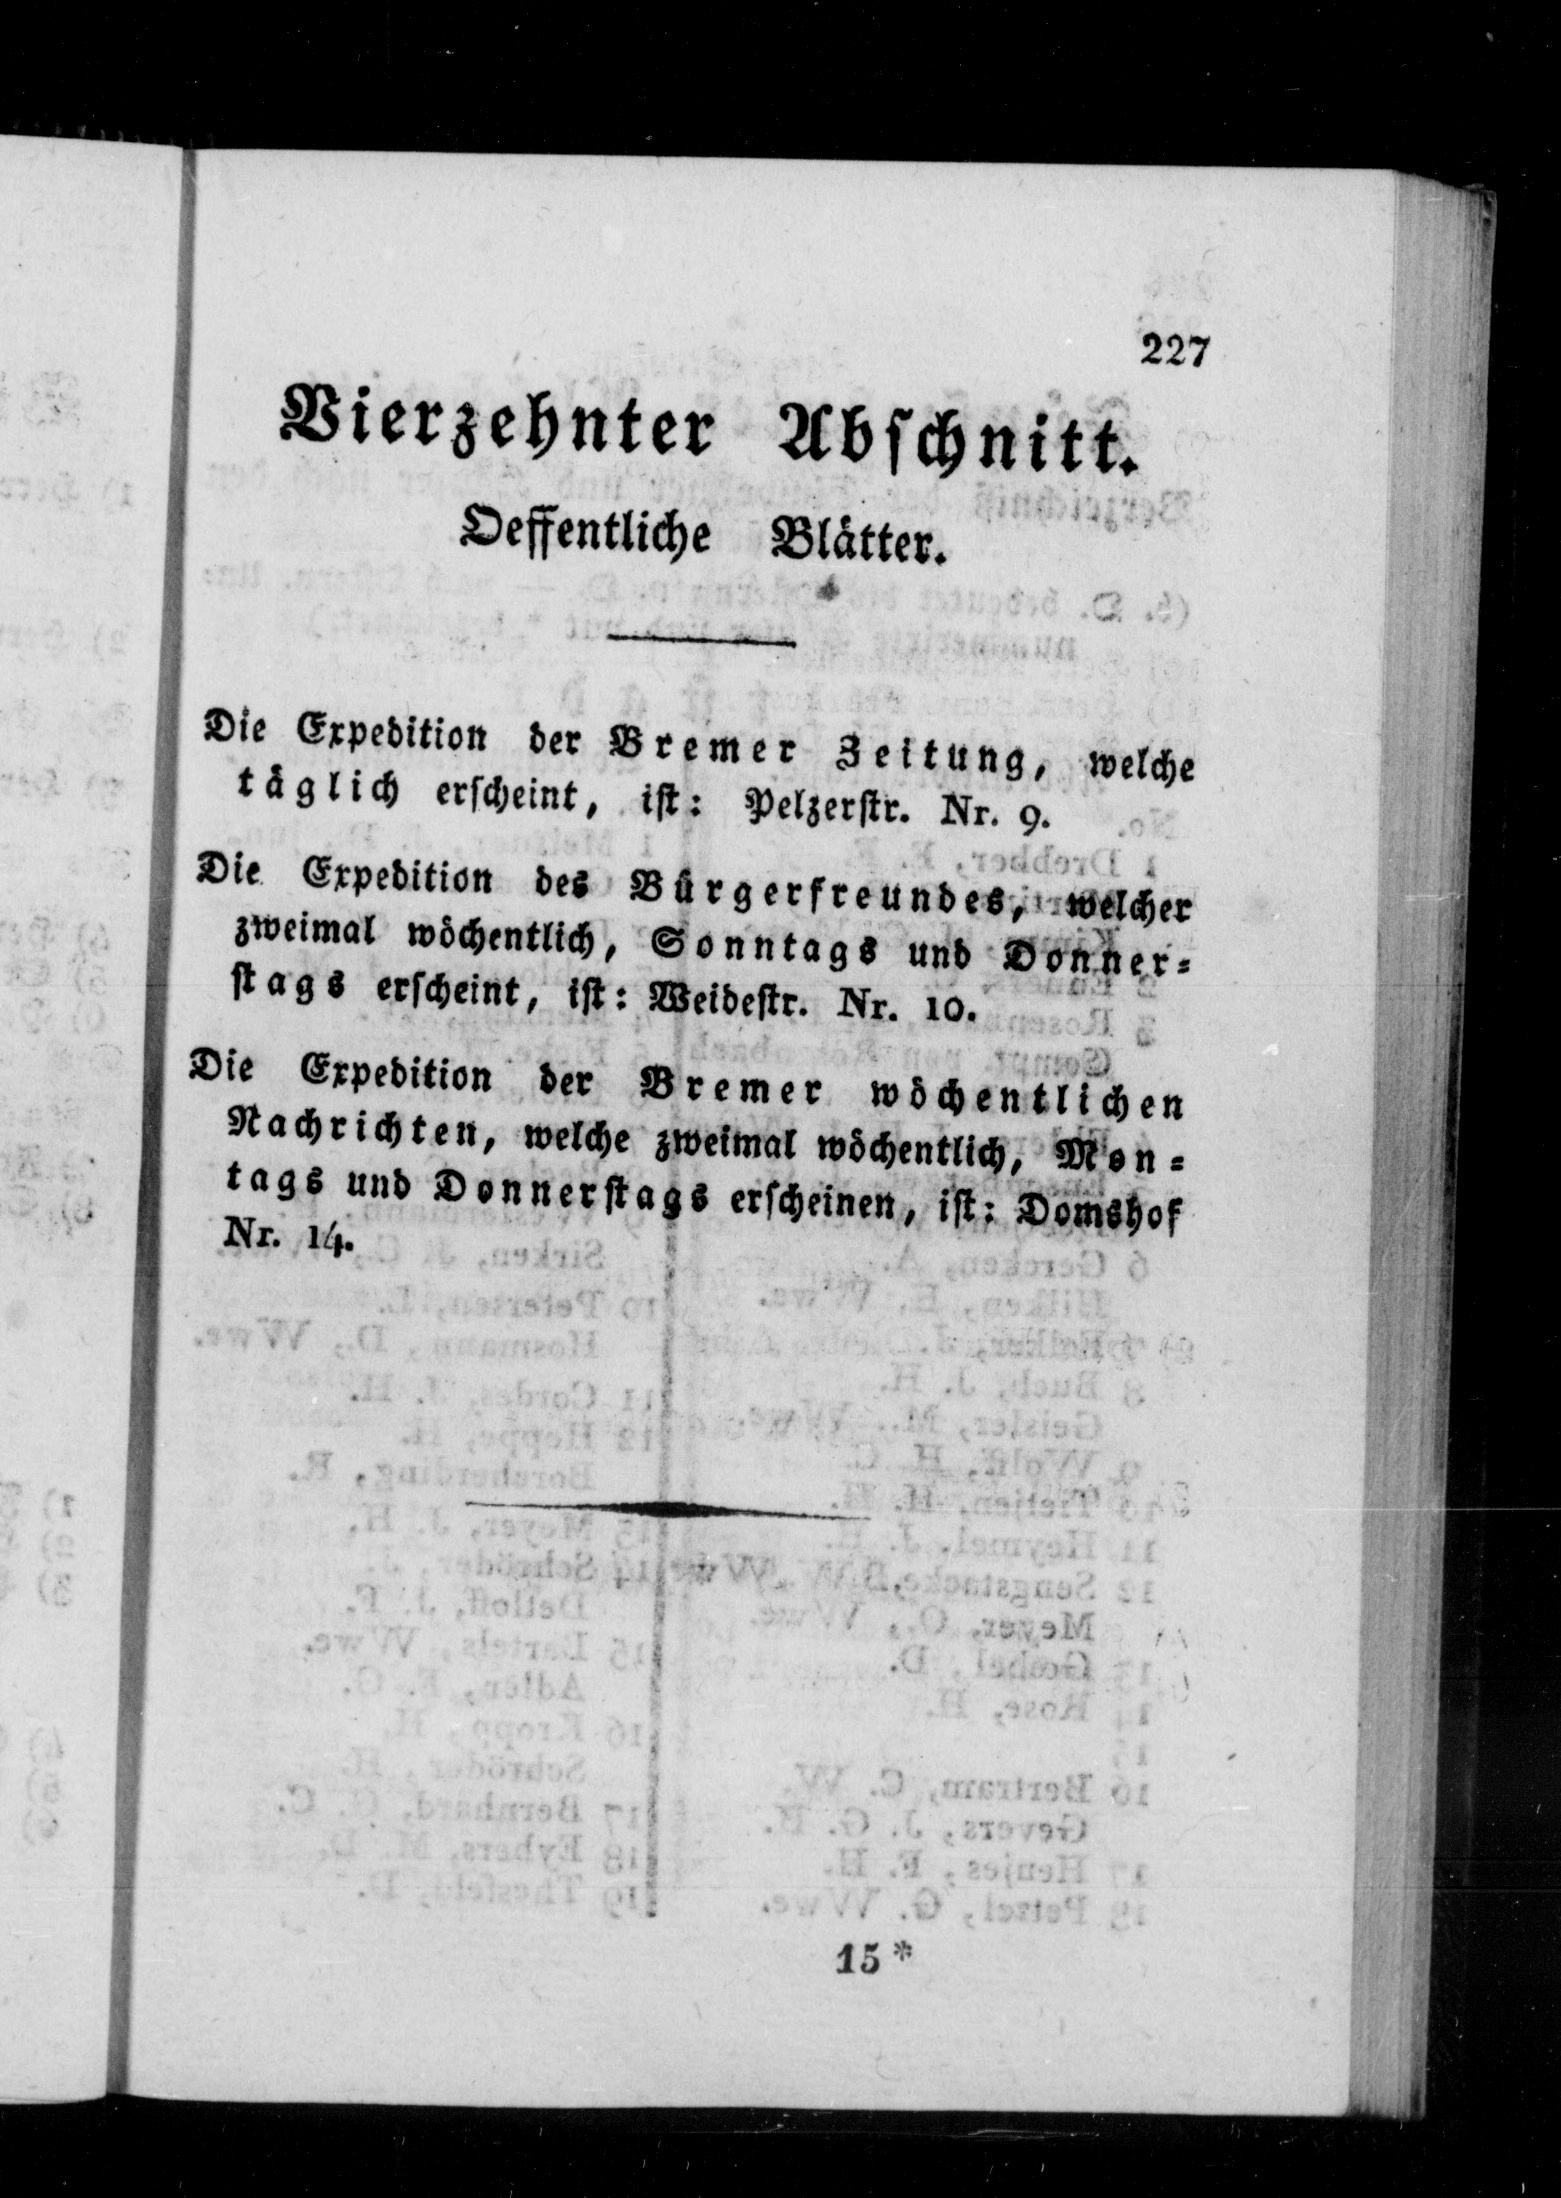 227
Vierzehnter Abschnitt.
Oeffentliche Blätter.
Die Expedition der Bremer Zeitung, welche
täglich erscheint, ist: Pelzerstr. Nr. 9.
Die Expedition des Bürgerfreundes, welcher
zweimal wöchentlich, Sonntags und Donner-
stags erscheint, ist: Weidestr. Nr. 10.
Die Expedition der Bremer wöchentlichen
Nachrichten, welche zweimal wöchentlich, Mon-
tags und Donnerstags erscheinen, ist: Domshof
Nr. 14.
15*